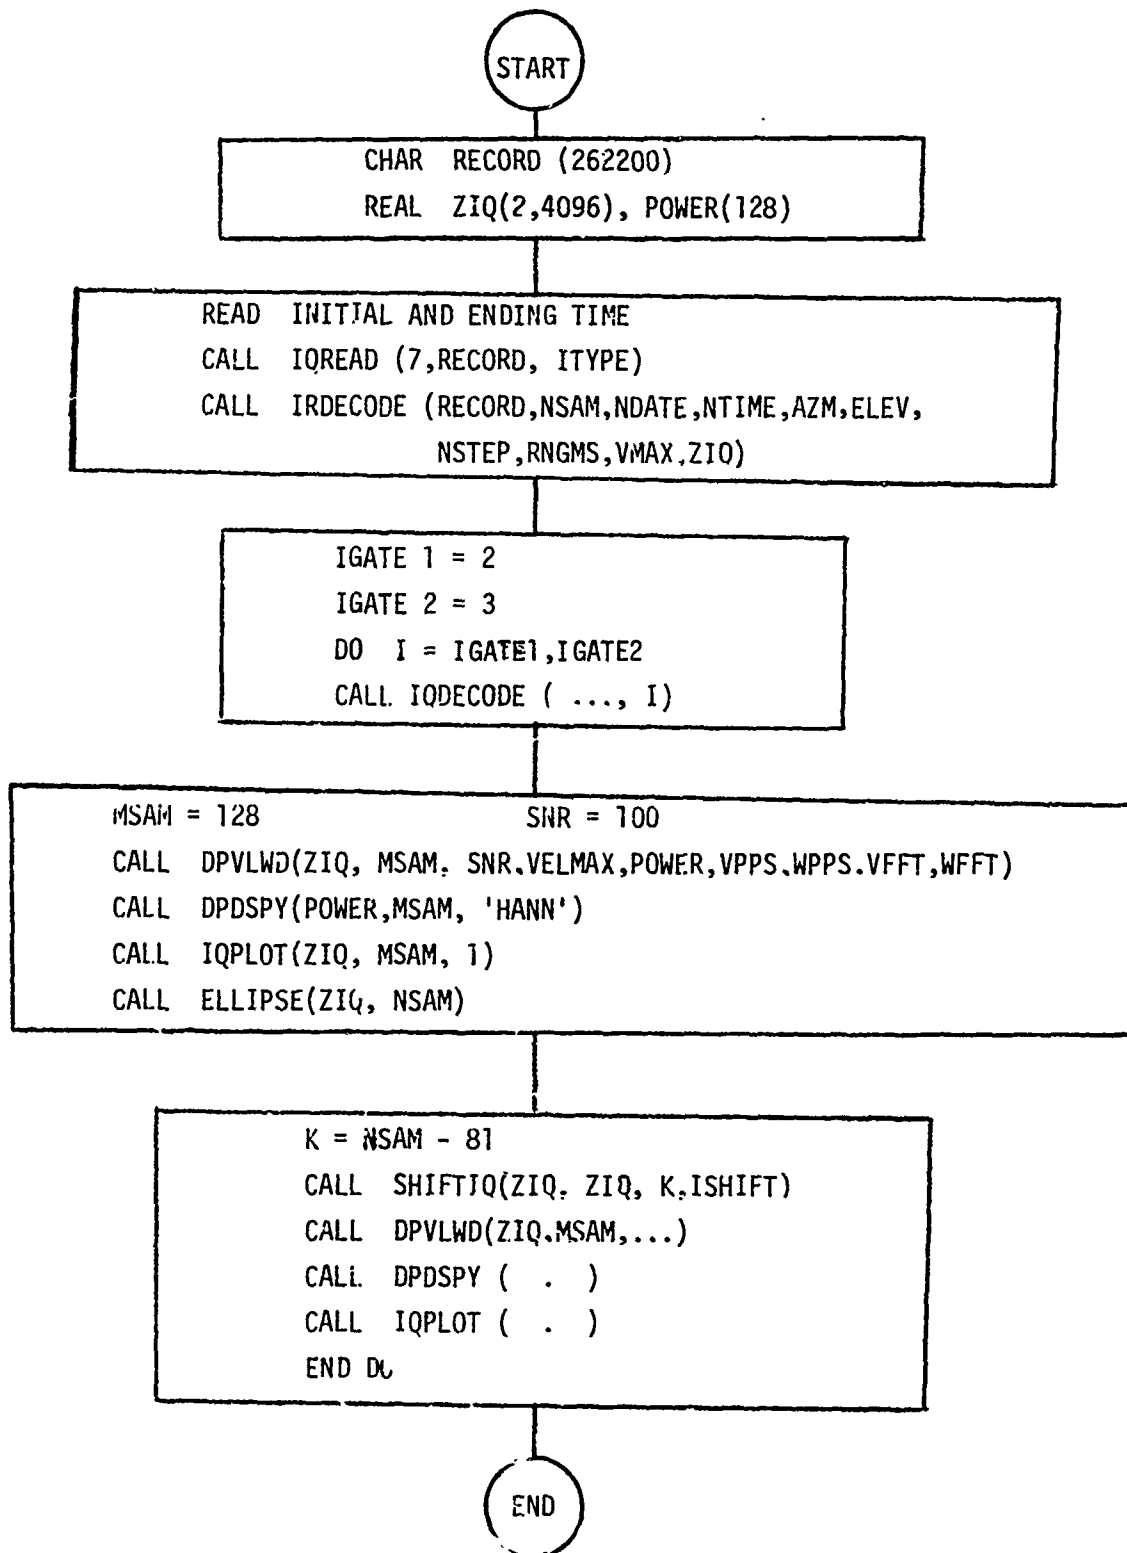 START
CHAR RECORD (262200)
REAL ZIQ(2,4096), POWER(128)
READ INITIAL AND ENDING TIME
CALL IQREAD (7,RECORD, ITYPE)
CALL IRDECODE (RECORD,NSAM,NDATE,NTIME,AZM,ELEV,
NSTEP,RNGMS,VMAX,ZIQ)
IGATE 1 = 2
IGATE 2 = 3
DO I = IGATE1,IGATE2
CALL IQDECODE ( ..., I)
MSAM = 128 SNR = 100
CALL DPVLWD(ZIQ, MSAM, SNR,VELMAX,POWER,VPPS,WPPS,VFFT,WFFT)
CALL DPDSPY(POWER,MSAM, 'HANN')
CALL IQPLOT(ZIQ, MSAM, 1)
CALL ELLIPSE(ZIQ, NSAM)
K = NSAM - 81
CALL SHIFTIQ(ZIQ, ZIQ, K,ISHIFT)
CALL DPVLWD(ZIQ,MSAM,...)
CALL DPDSPY ( . )
CALL IQPLOT ( . )
END DO
END